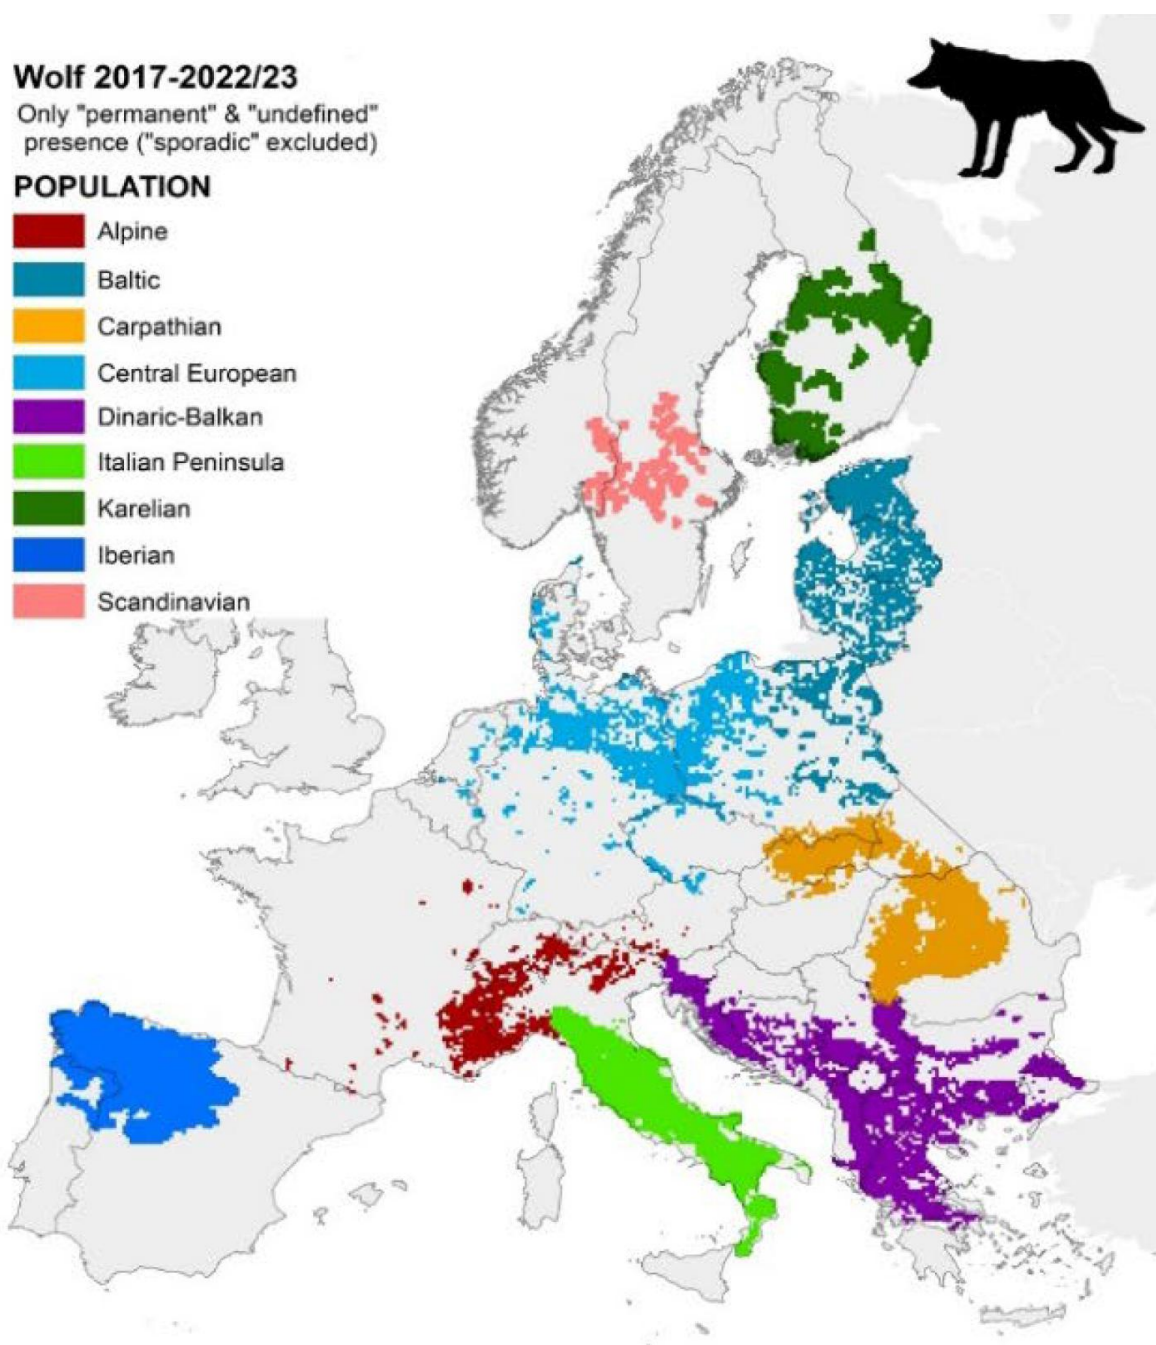 Wolf 2017-2022/23
Only "permanent" & "undefined"
presence ("sporadic" excluded)
POPULATION
Alpine
Baltic
Carpathian
Central European
Dinaric-Balkan
Italian Peninsula
Karelian
Iberian
Scandinavian